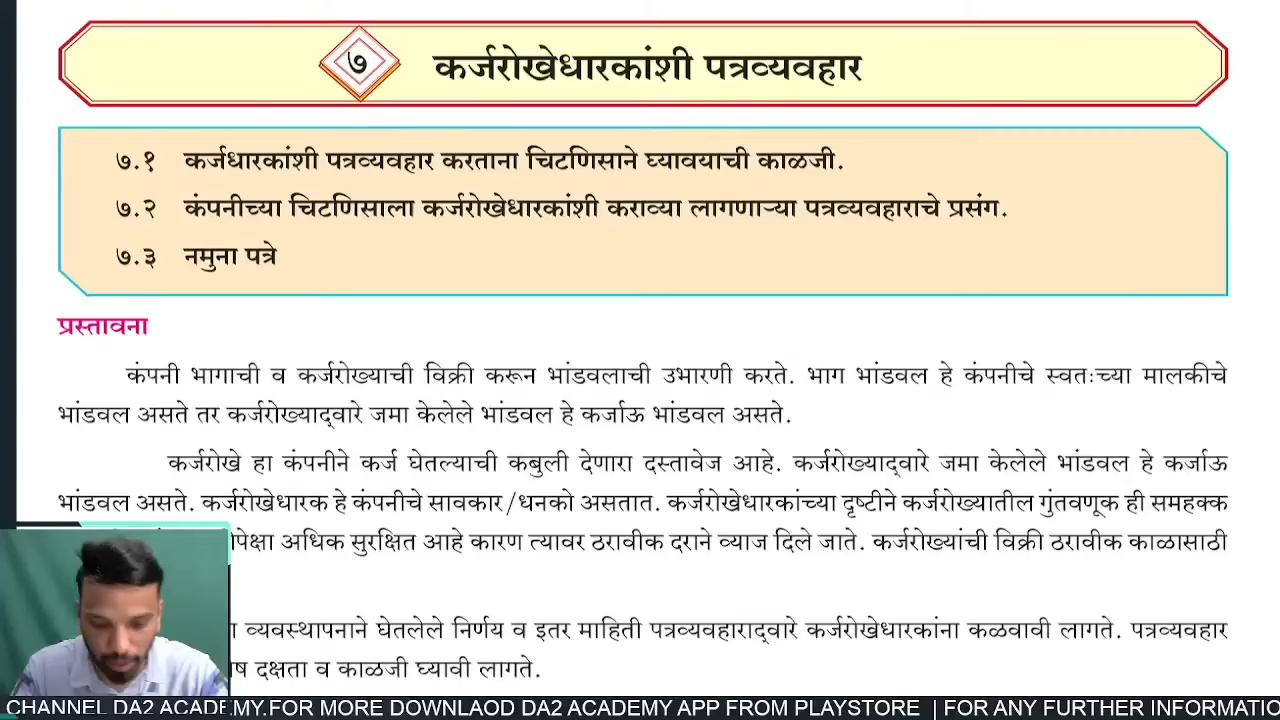 ७ कर्जरोखेधारकांशी पत्रव्यवहार
७.१ कर्जधारकांशी पत्रव्यवहार करताना चिटणिसाने घ्यावयाची काळजी.
७.२ कंपनीच्या चिटणिसाला कर्जरोखेधारकांशी कराव्या लागणाऱ्या पत्रव्यवहाराचे प्रसंग.
७.३ नमुना पत्रे
प्रस्तावना
कंपनी भागाची व कर्जरोख्याची विक्री करून भांडवलाची उभारणी करते. भाग भांडवल हे कंपनीचे स्वतःच्या मालकीचे
भांडवल असते तर कर्जरोख्याद्‌वारे जमा केलेले भांडवल हे कर्जाऊ भांडवल असते.
कर्जरोखे हा कंपनीने कर्ज घेतल्याची कबुली देणारा दस्तावेज आहे. कर्जरोख्याद्‌वारे जमा केलेले भांडवल हे कर्जाऊ
भांडवल असते. कर्जरोखेधारक हे कंपनीचे सावकार/धनको असतात. कर्जरोखेधारकांच्या दृष्टीने कर्जरोख्यातील गुंतवणूक ही समहक्क
अधिक सुरक्षित आहे कारण त्यावर ठरावीक दराने व्याज दिले जाते. कर्जरोख्यांची विक्री ठरावीक काळासाठी
व्यवस्थापनाने घेतलेले निर्णय व इतर माहिती पत्रव्यवहाराद्‌वारे कर्जरोखेधारकांना कळवावी लागते. पत्रव्यवहार
दक्षता व काळजी घ्यावी लागते.
CHANNEL DA2 ACADEMY.FOR MORE DOWNLAOD DA2 ACADEMY APP FROM PLAYSTORE | FOR ANY FURTHER INFORMATIO